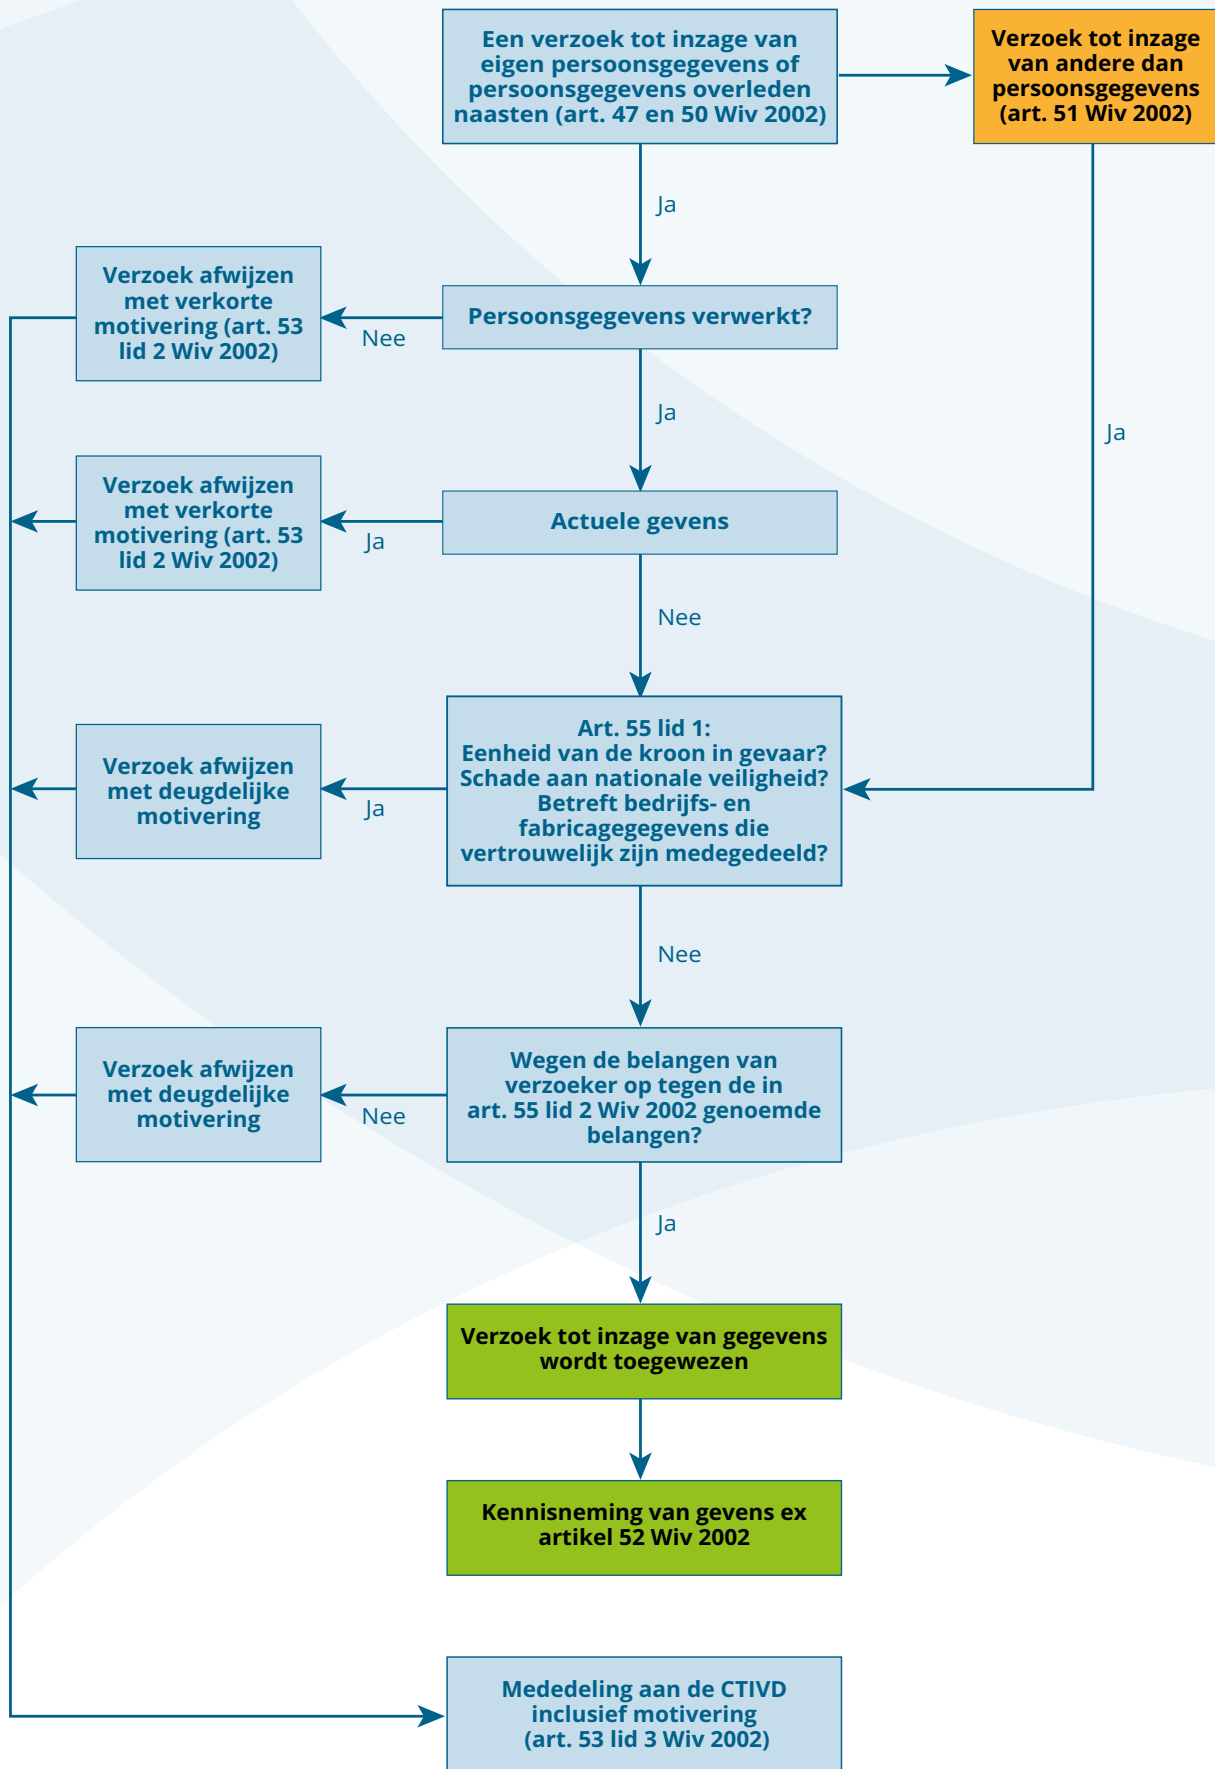 Een verzoek tot inzage van
eigen persoonsgegevens of
persoonsgegevens overleden
naasten (art. 47 en 50 Wiv 2002)
Verzoek tot inzage
van andere dan
persoonsgegevens
(art. 51 Wiv 2002)
Ja
Verzoek afwijzen
met verkorte
motivering (art. 53
lid 2 Wiv 2002)
Nee
Persoonsgegevens verwerkt?
Ja
Ja
Verzoek afwijzen
met verkorte
motivering (art. 53
lid 2 Wiv 2002)
Ja
Actuele gevens
Nee
Verzoek afwijzen
met deugdelijke
motivering
Ja
Art. 55 lid 1:
Eenheid van de kroon in gevaar?
Schade aan nationale veiligheid?
Betreft bedrijfs- en
fabricagegegevens die
vertrouwelijk zijn medegedeeld?
Nee
Verzoek afwijzen
met deugdelijke
motivering
Nee
Wegen de belangen van
verzoeker op tegen de in
art. 55 lid 2 Wiv 2002 genoemde
belangen?
Ja
Verzoek tot inzage van gegevens
wordt toegewezen
Kennisneming van gevens ex
artikel 52 Wiv 2002
Mededeling aan de CTIVD
inclusief motivering
(art. 53 lid 3 Wiv 2002)